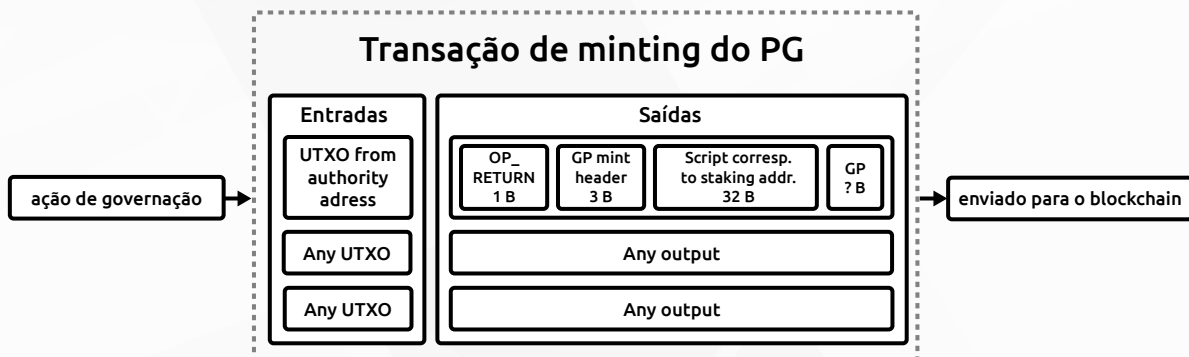 Transação de minting do PG
Entradas
Saídas
ação de governação
UTXO from
authority
adress
OP_
RETURN
1 B
GP mint
header
3 B
Script corresp.
to staking addr.
32 B
GP
? B
enviado para o blockchain
Any UTXO
Any output
Any UTXO
Any output